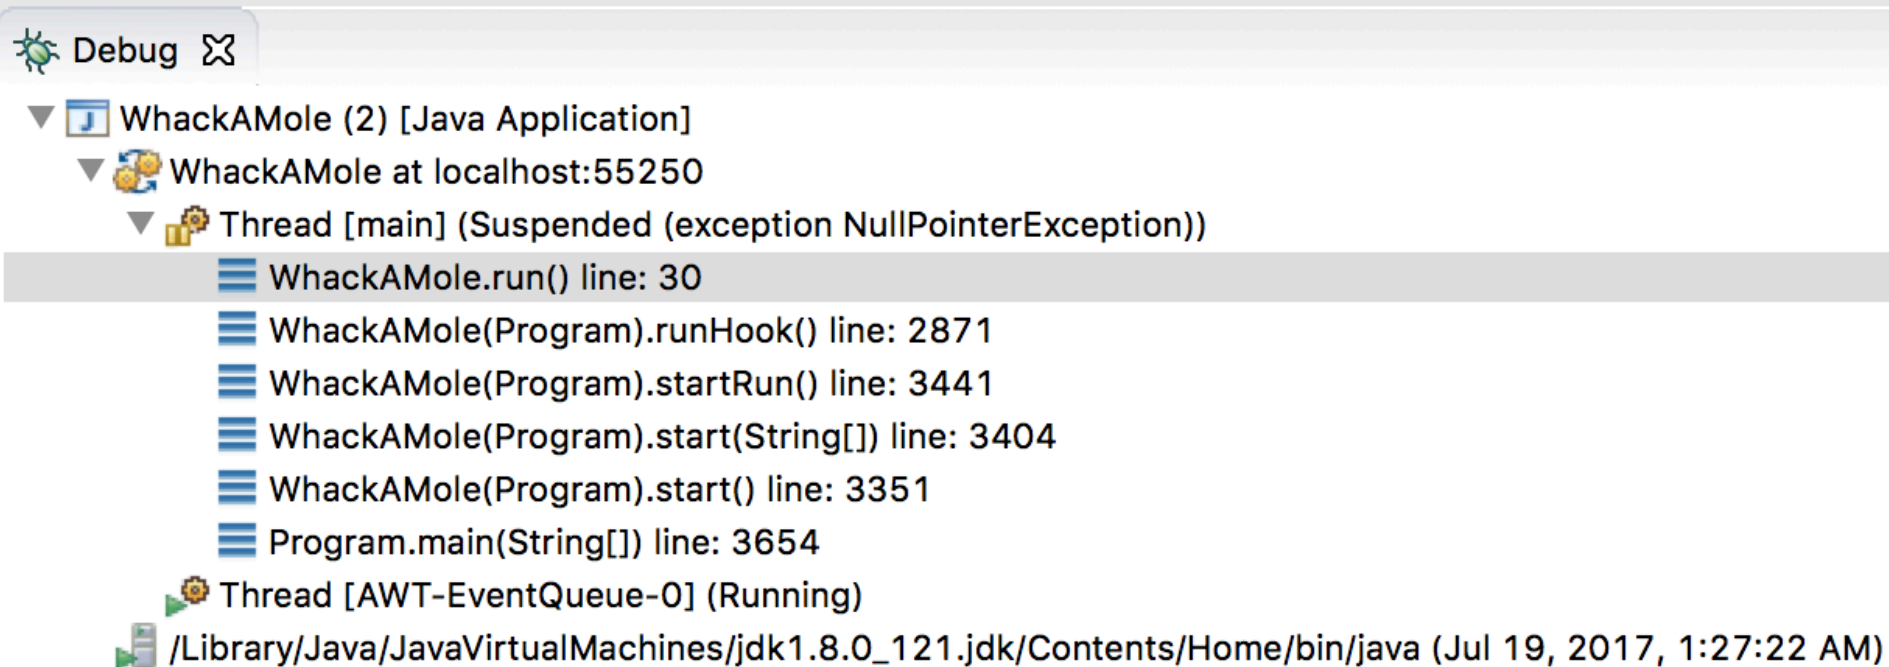 Debug
WhackAMole (2) [Java Application]
WhackAMole at localhost:55250
Thread [main] (Suspended (exception NullPointerException))
WhackAMole.run() line: 30
WhackAMole(Program).runHook() line: 2871
WhackAMole(Program).startRun() line: 3441
WhackAMole(Program).start(String[]) line: 3404
WhackAMole(Program).start() line: 3351
Program.main(String[]) line: 3654
Thread [AWT-EventQueue-0] (Running)
/Library/Java/JavaVirtualMachines/jdk1.8.0_121.jdk/Contents/Home/bin/java (Jul 19, 2017, 1:27:22 AM)